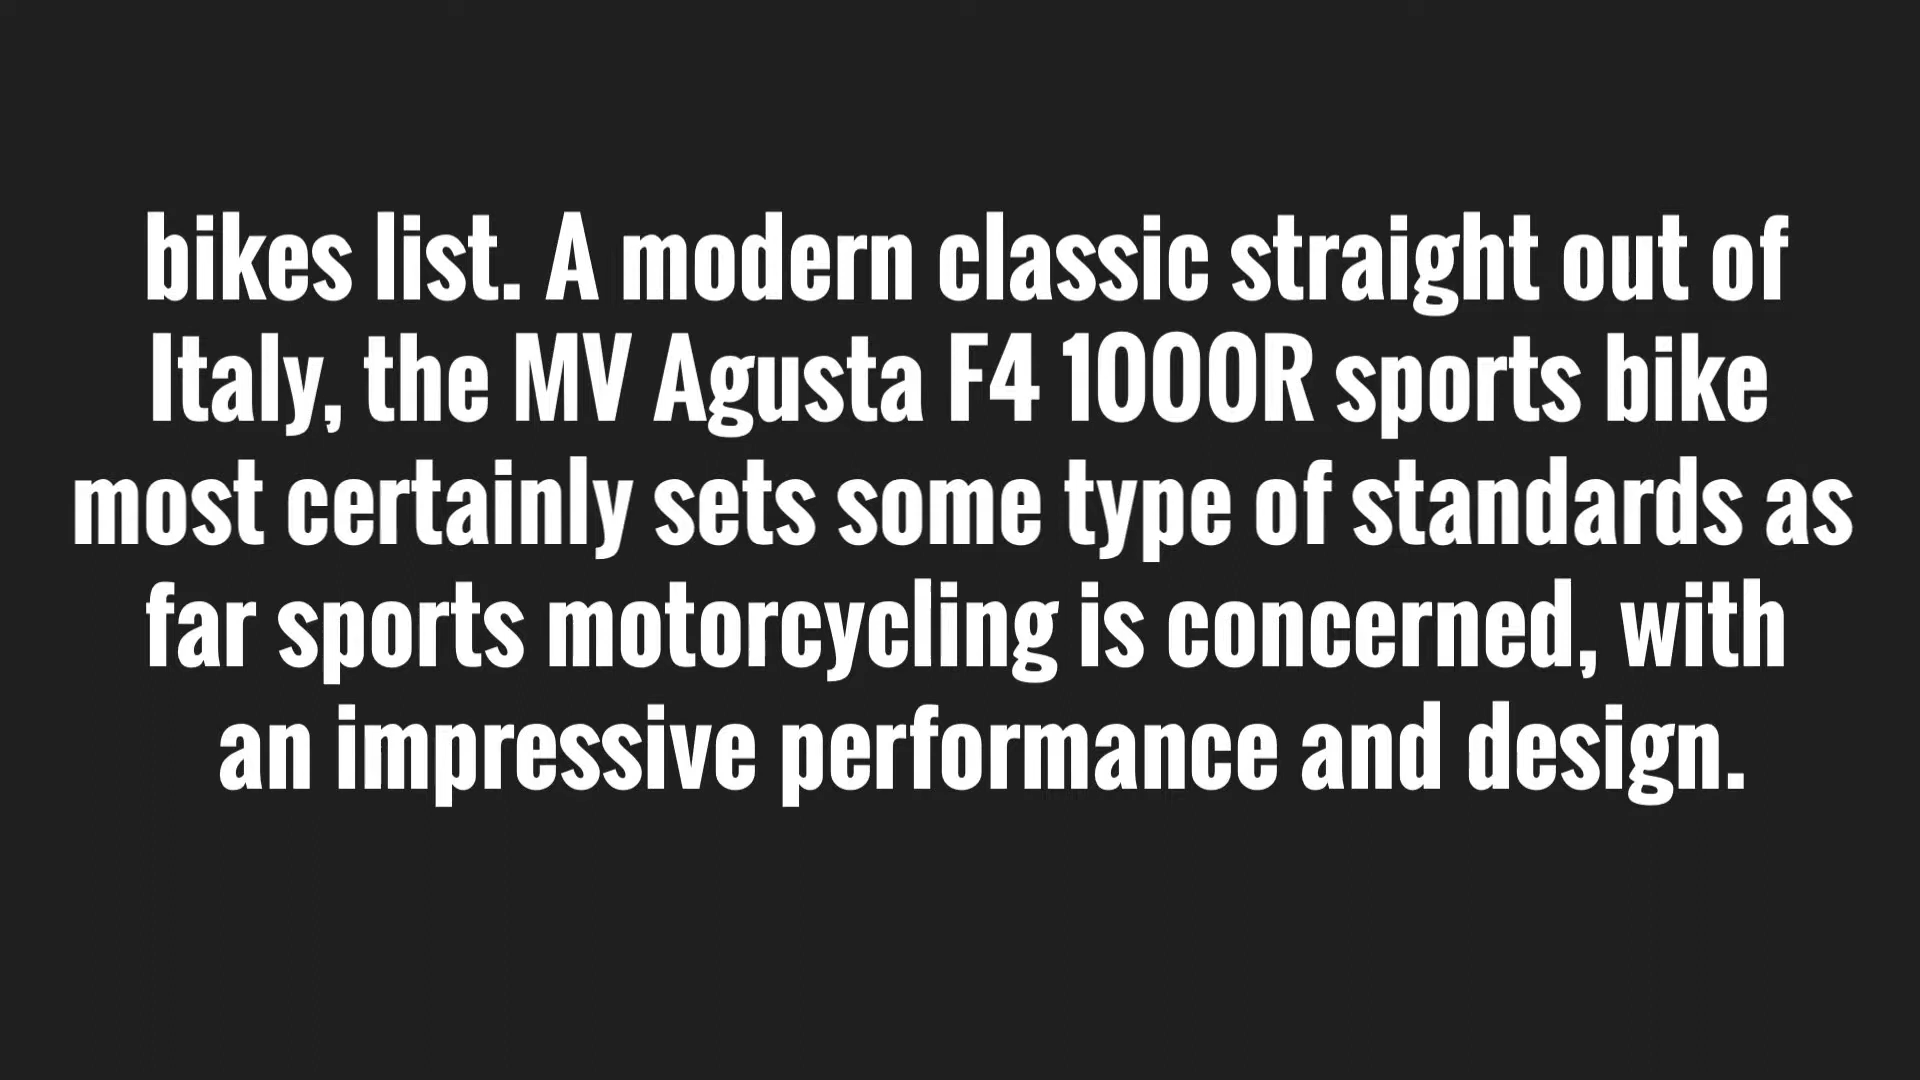 bikes list. A modern classic straight out of
Italy, the MV Agusta F4 1000R sports bike
most certainly sets some type of standards as
far sports motorcycling is concerned, with
an impressive performance and design.